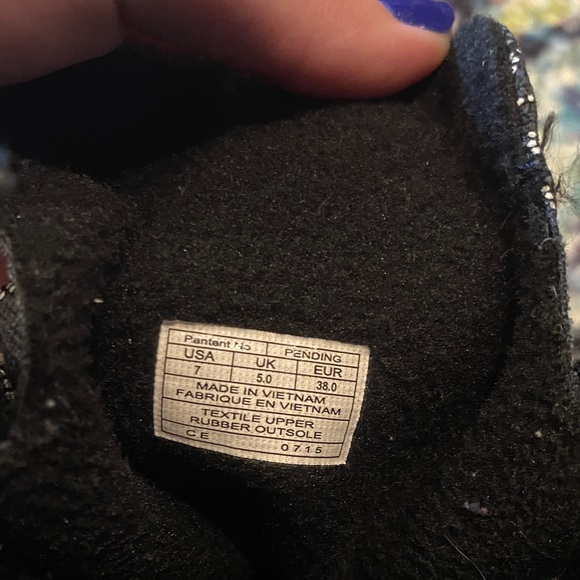 Pantent No PENDING
USA UK EUR
7 5.0 38.0
MADE IN VIETNAM
FABRIQUE EN VIETNAM
TEXTILE UPPER
RUBBER OUTSOLE
CE 0715